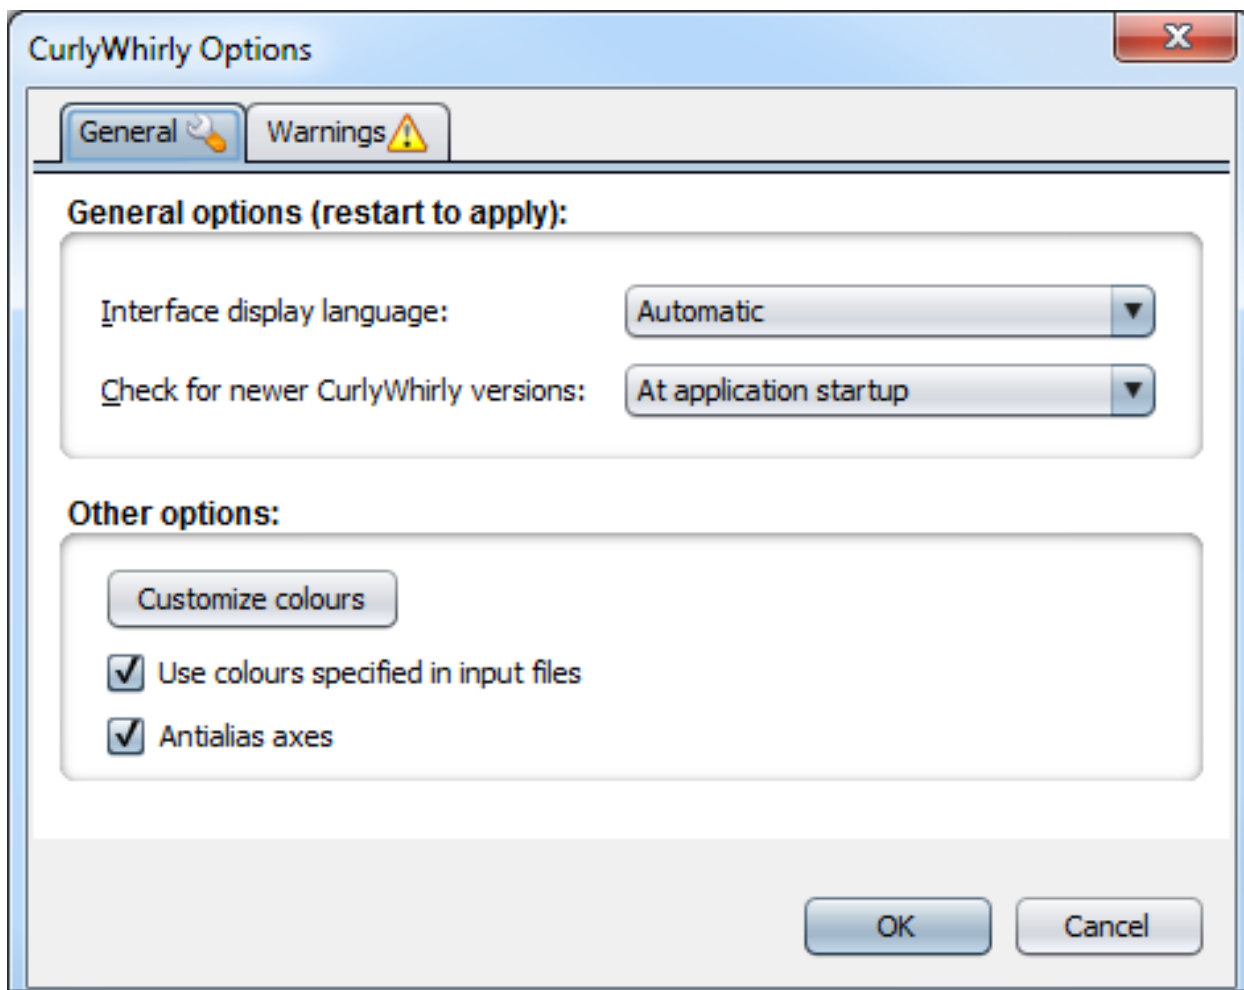 CurlyWhirly Options
General
Warnings
General options (restart to apply):
Interface display language:
Automatic
Check for newer CurlyWhirly versions:
At application startup
Other options:
Customize colours
Use colours specified in input files
Antialias axes
OK
Cancel